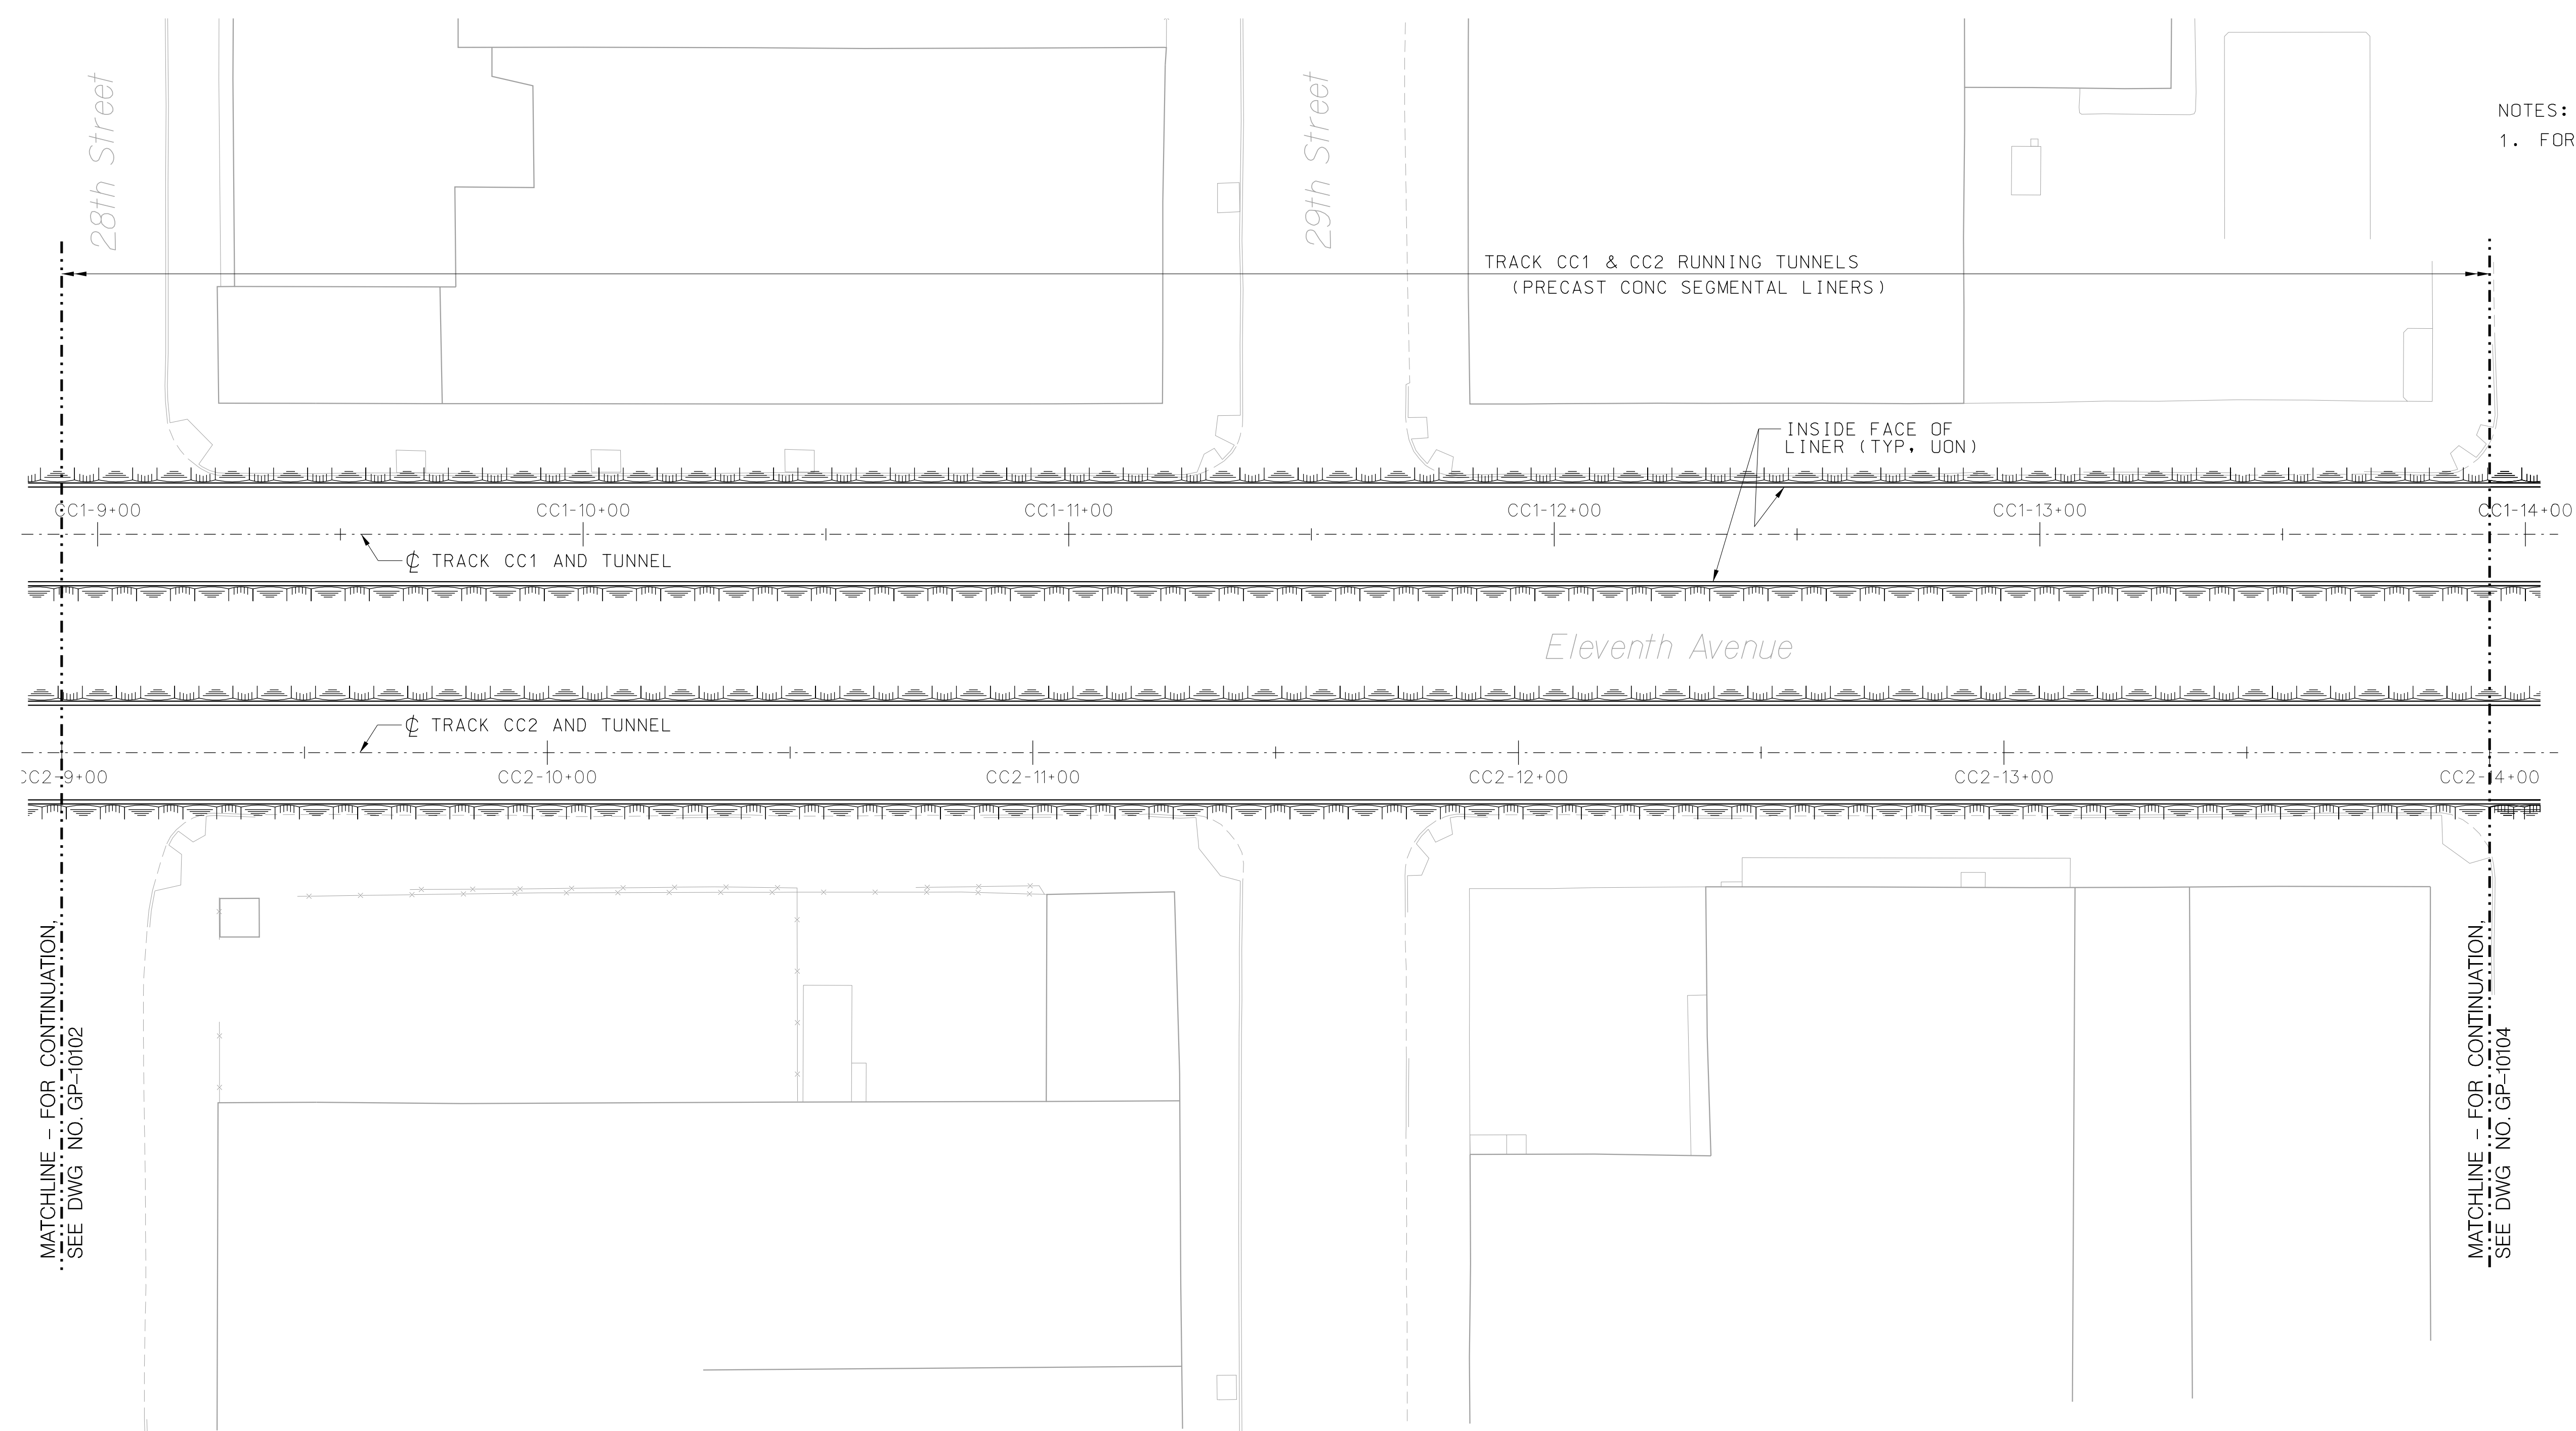 28th Street
29th Street
NOTES:
1. FOR
TRACK CC1 & CC2 RUNNING TUNNELS
(PRECAST CONC SEGMENTAL LINERS)
INSIDE FACE OF
LINER (TYP, UON)
CC1-9+00
CC1-10+00
CC1-11+00
CC1-12+00
CC1-13+00
CC1-14+00
℄ TRACK CC1 AND TUNNEL
Eleventh Avenue
℄ TRACK CC2 AND TUNNEL
CC2-9+00
CC2-10+00
CC2-11+00
CC2-12+00
CC2-13+00
CC2-14+00
MATCHLINE - FOR CONTINUATION,
SEE DWG NO. GP-10102
MATCHLINE - FOR CONTINUATION,
SEE DWG NO. GP-10104